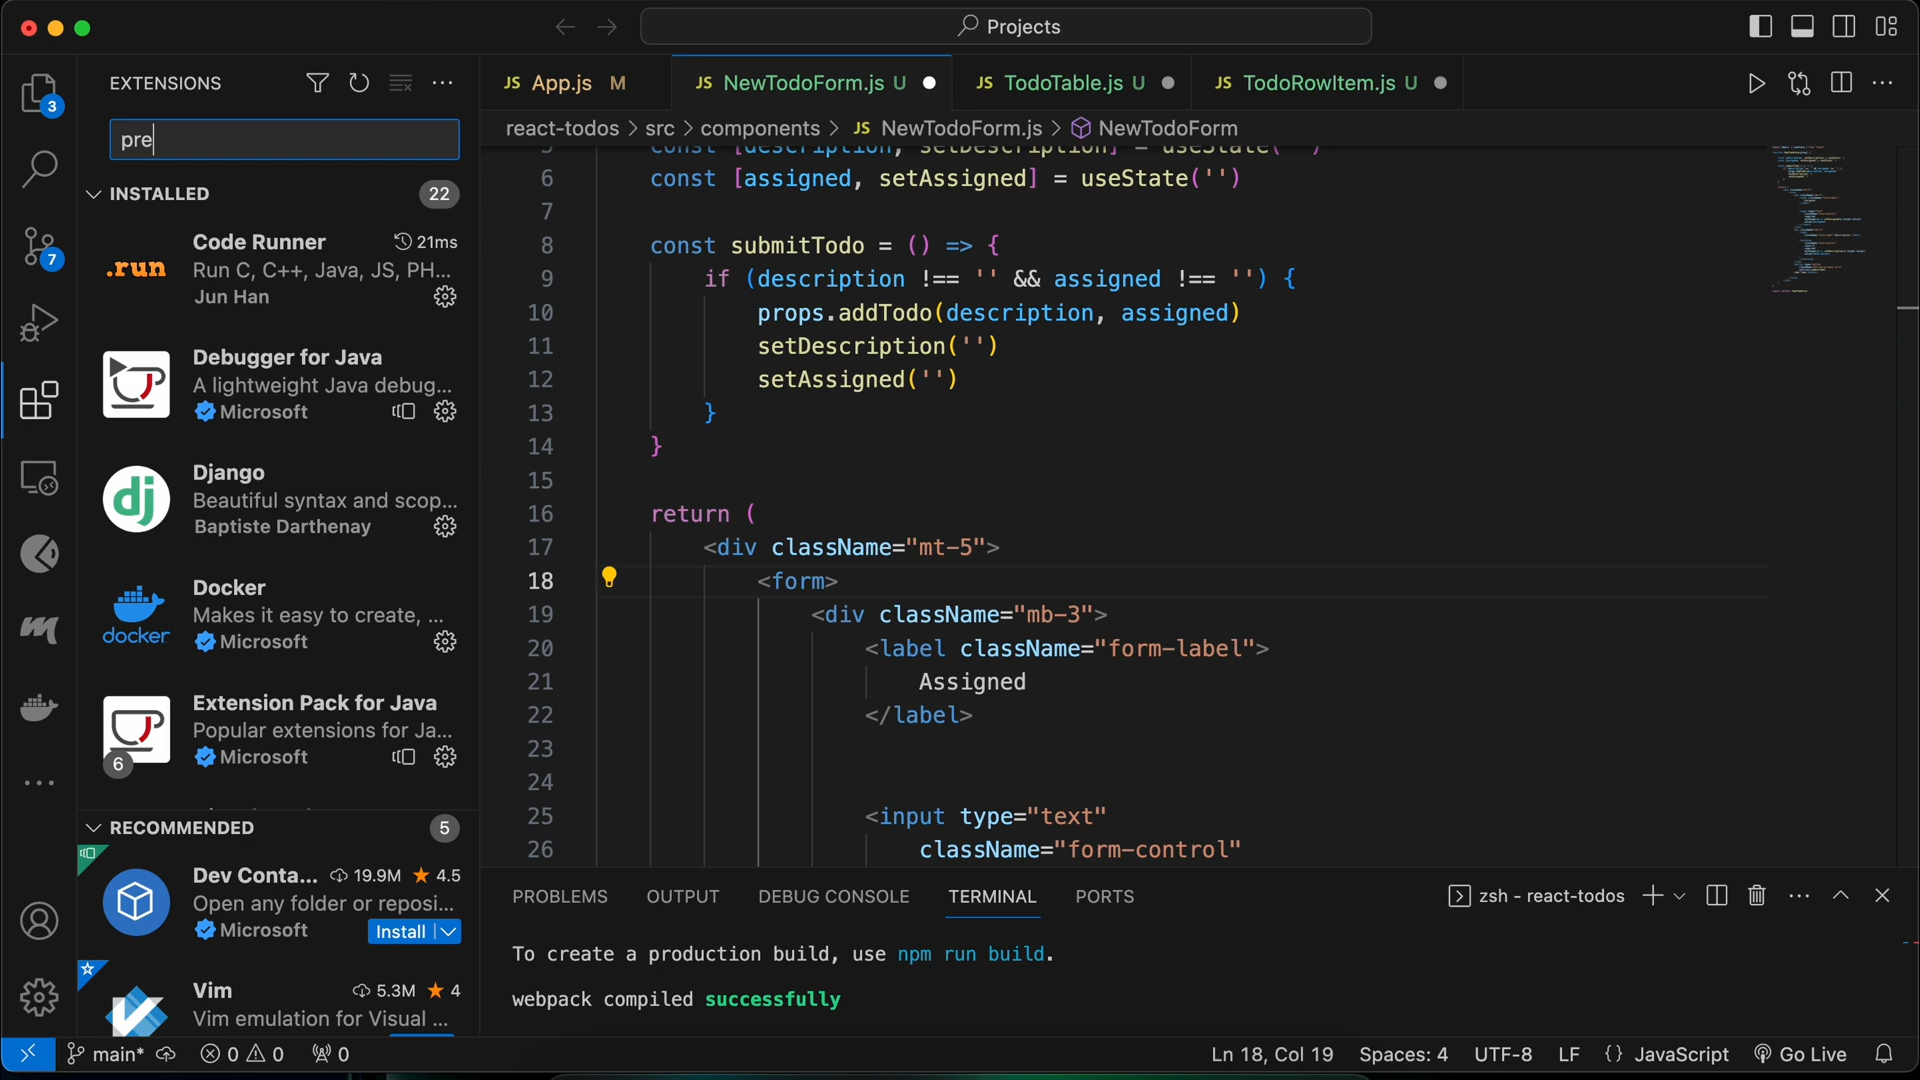 Projects
EXTENSIONS
pre
INSTALLED 22
Code Runner 21ms
Run C, C++, Java, JS, PH...
.run
Jun Han
Debugger for Java
A lightweight Java debug...
Microsoft
Django
Beautiful syntax and scop...
dj
Baptiste Darthenay
Docker
Makes it easy to create, ...
docker
Microsoft
Extension Pack for Java
Popular extensions for Ja...
6 Microsoft
RECOMMENDED 5
Dev Conta... 19.9M 4.5
Open any folder or reposi...
Microsoft Install
Vim 5.3M 4
Vim emulation for Visual ...
3
7
JS App.js M
JS NewTodoForm.js U
JS TodoTable.js U
JS TodoRowItem.js U
react-todos > src > components > JS NewTodoForm.js > NewTodoForm
5 const [description, setDescription] = useState('')
6 const [assigned, setAssigned] = useState('')
7
8 const submitTodo = () => {
9 if (description !== '' && assigned !== '') {
10 props.addTodo(description, assigned)
11 setDescription('')
12 setAssigned('')
13 }
14 }
15
16 return (
17 <div className="mt-5">
18 <form>
19 <div className="mb-3">
20 <label className="form-label">
21 Assigned
22 </label>
23
24
25 <input type="text"
26 className="form-control"
PROBLEMS OUTPUT DEBUG CONSOLE TERMINAL PORTS
zsh - react-todos
To create a production build, use npm run build.
webpack compiled successfully
main* 0 0 0
Ln 18, Col 19 Spaces: 4 UTF-8 LF {} JavaScript Go Live